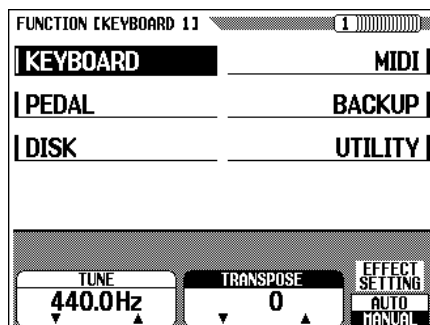 FUNCTION [KEYBOARD 1] 1
KEYBOARD MIDI
PEDAL BACKUP
DISK UTILITY
TUNE TRANSPOSE EFFECT
SETTING
440.0Hz 0 AUTO
MANUAL